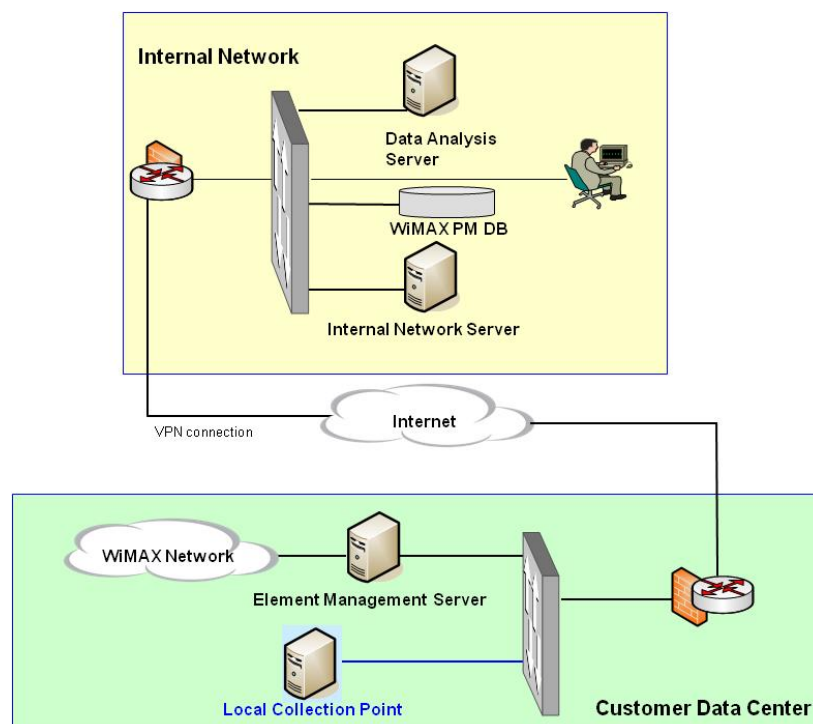 Internal Network
Data Analysis
Server
WiMAX PM DB
Internal Network Server
Internet
VPN connection
WiMAX Network
Element Management Server
Local Collection Point
Customer Data Center